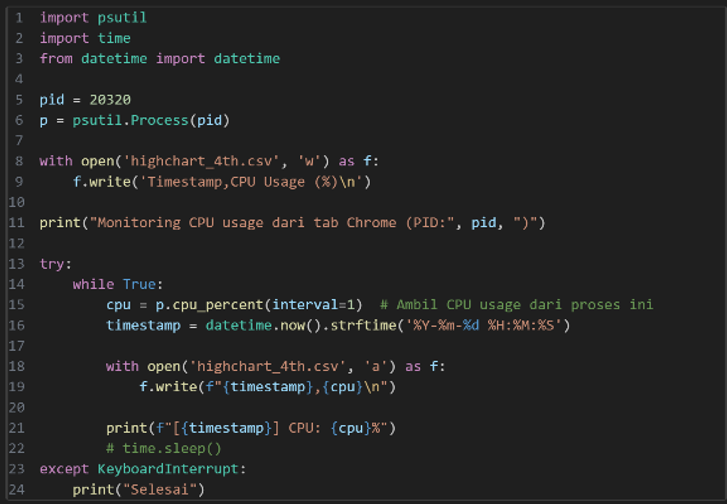 1 import psutil
2 import time
3 from datetime import datetime
4
5 pid = 20320
6 p = psutil.Process(pid)
7
8 with open('highchart_4th.csv', 'w') as f:
9     f.write('Timestamp,CPU Usage (%)\n')
10
11 print("Monitoring CPU usage dari tab Chrome (PID:", pid, ")")
12
13 try:
14     while True:
15         cpu = p.cpu_percent(interval=1)  # Ambil CPU usage dari proses ini
16         timestamp = datetime.now().strftime('%Y-%m-%d %H:%M:%S')
17
18         with open('highchart_4th.csv', 'a') as f:
19             f.write(f"{timestamp},{cpu}\n")
20
21         print(f"[{timestamp}] CPU: {cpu}%")
22         # time.sleep()
23 except KeyboardInterrupt:
24     print("Selesai")